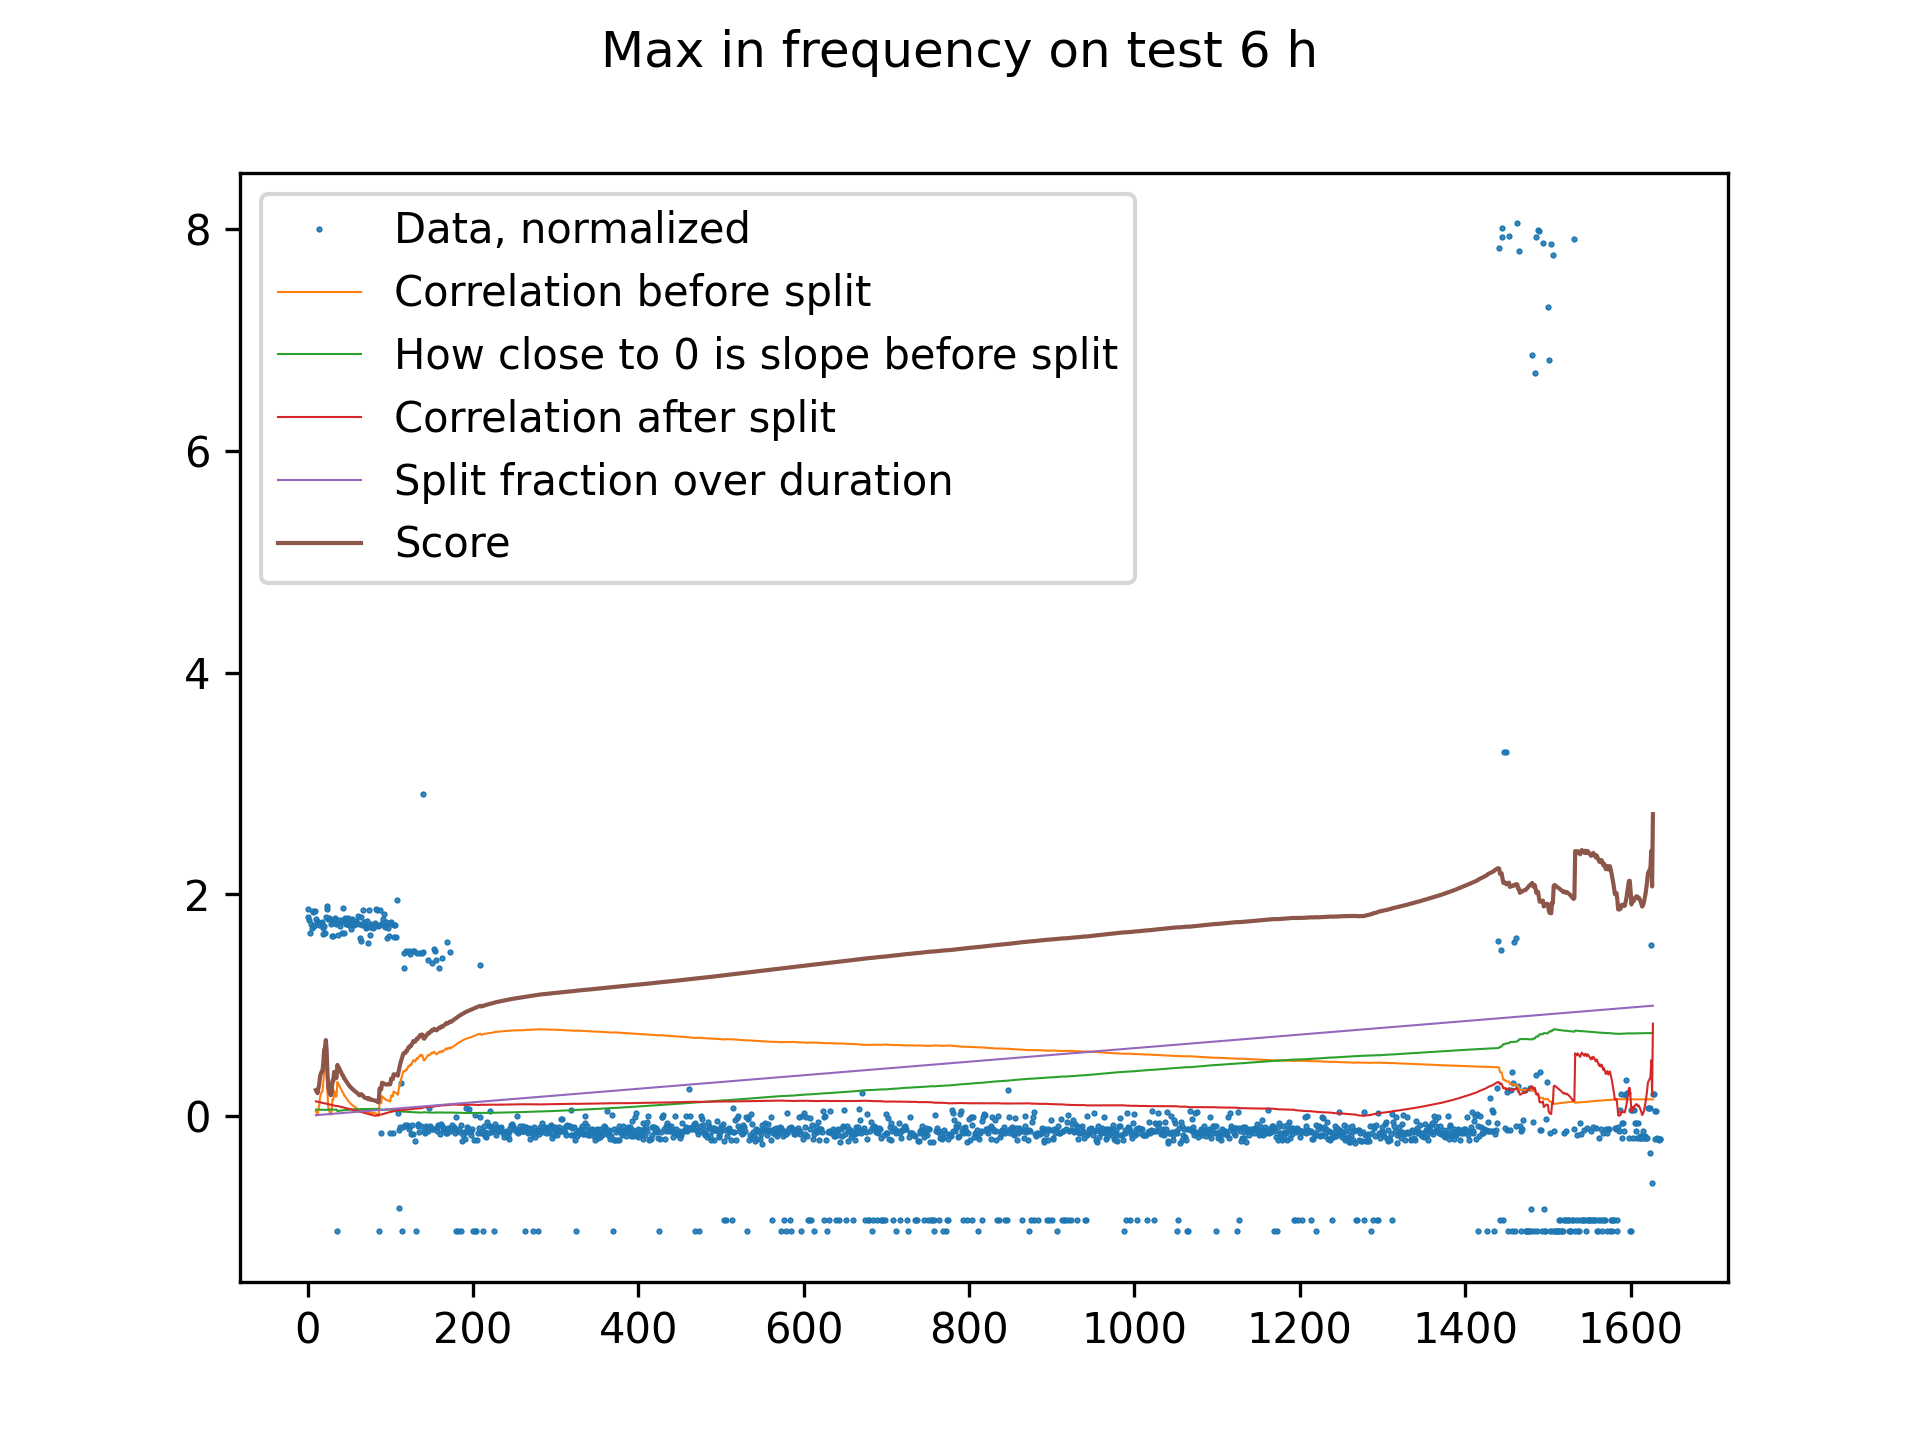 Max in frequency on test 6 h
8
6
4
2
0
Data, normalized
Correlation before split
How close to 0 is slope before split
Correlation after split
Split fraction over duration
Score
0 200 400 600 800 1000 1200 1400 1600